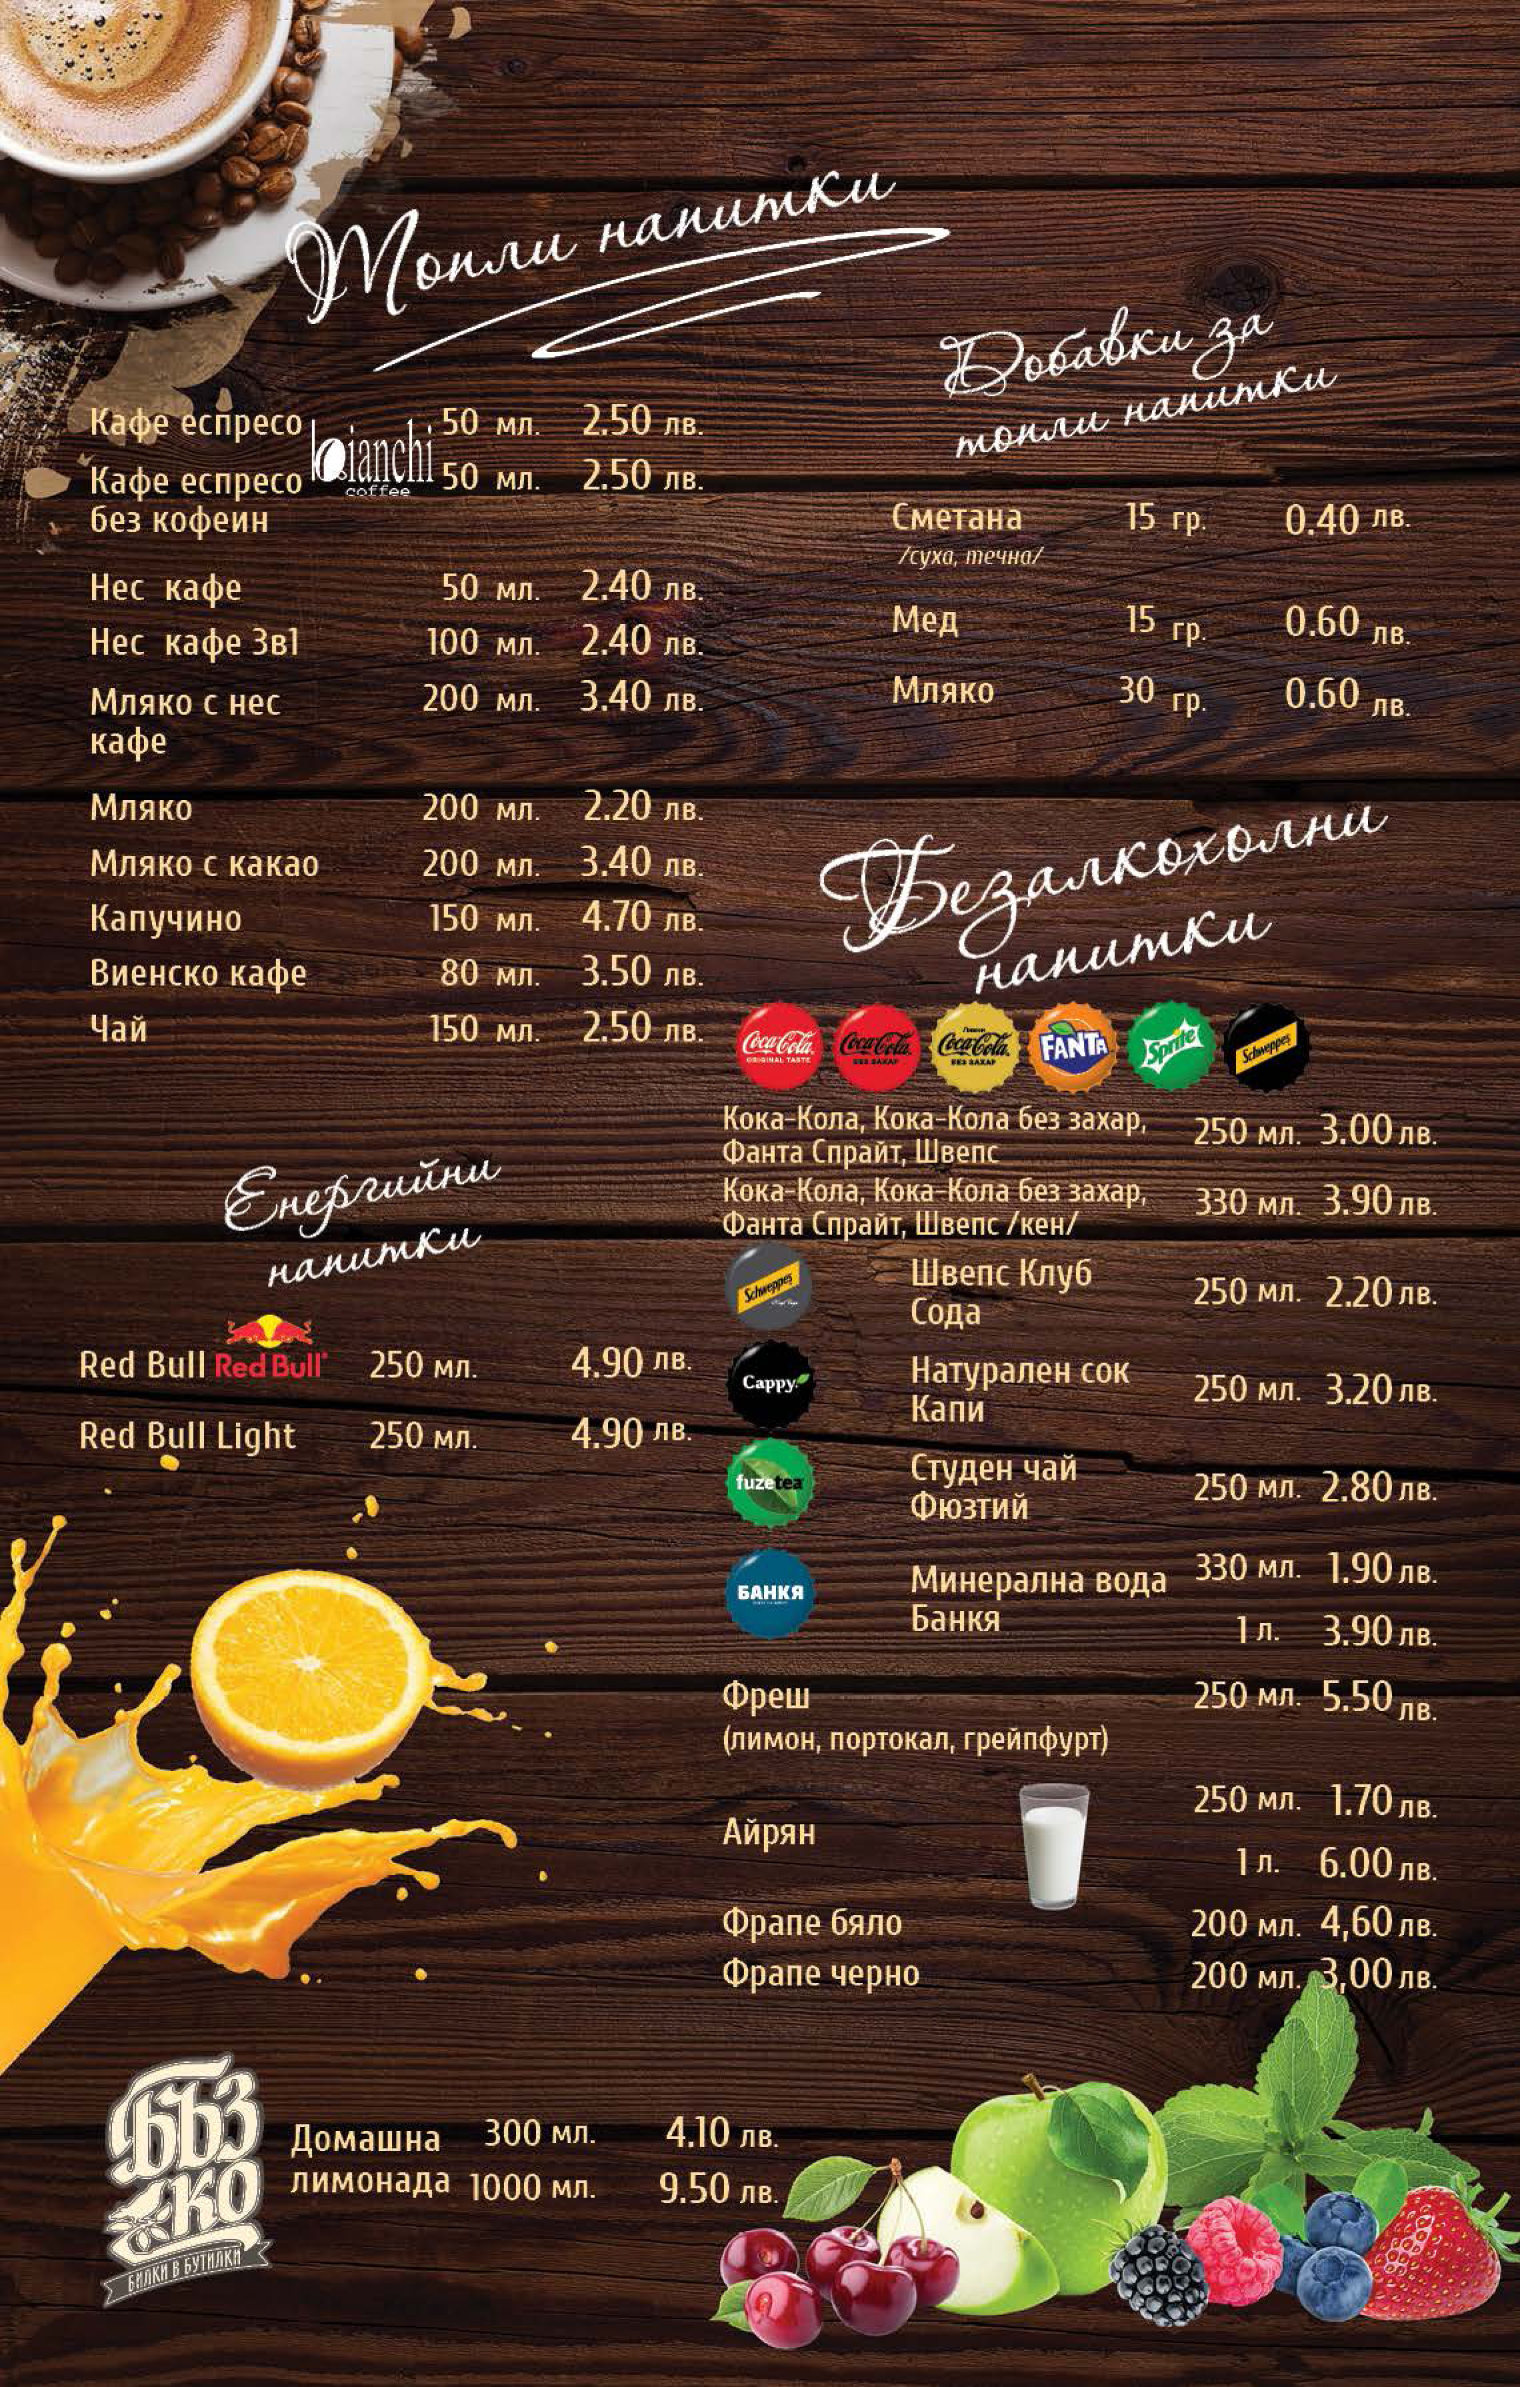 Топли напитки
Кафе еспресо 50 мл. 2.50 лв.
bianchi
coffee
Кафе еспресо 50 мл. 2.50 лв.
без кофеин
Нес кафе 50 мл. 2.40 лв.
Нес кафе 3в1 100 мл. 2.40 лв.
Мляко с нес 200 мл. 3.40 лв.
кафе
Мляко 200 мл. 2.20 лв.
Мляко с какао 200 мл. 3.40 лв.
Капучино 150 мл. 4.70 лв.
Виенско кафе 80 мл. 3.50 лв.
Чай 150 мл. 2.50 лв.
Добавки за
топли напитки
Сметана 15 гр. 0.40 лв.
/суха, течна/
Мед 15 гр. 0.60 лв.
Мляко 30 гр. 0.60 лв.
Енергийни
напитки
Red Bull Red Bull 250 мл. 4.90 лв.
Red Bull Light 250 мл. 4.90 лв.
Безалкохолни
напитки
Coca-Cola
ORIGINAL TASTE
Coca-Cola
БЕЗ ЗАХАР
Coca-Cola
БЕЗ ЗАХАР
FANTA
Sprite
Schweppes
Кока-Кола, Кока-Кола без захар, 250 мл. 3.00 лв.
Фанта Спрайт, Швепс
Кока-Кола, Кока-Кола без захар, 330 мл. 3.90 лв.
Фанта Спрайт, Швепс /кен/
Schweppes
Швепс Клуб 250 мл. 2.20 лв.
Сода
Cappy
Натурален сок 250 мл. 3.20 лв.
Капи
fuzetea
Студен чай 250 мл. 2.80 лв.
Фюзтий
БАНКЯ
Минерална вода 330 мл. 1.90 лв.
Банкя 1 л. 3.90 лв.
Фреш 250 мл. 5.50 лв.
(лимон, портокал, грейпфурт)
Айрян 250 мл. 1.70 лв.
1 л. 6.00 лв.
Фрапе бяло 200 мл. 4,60 лв.
Фрапе черно 200 мл. 3,00 лв.
БЪЗ
КО
БИЛКИ В БУТИЛКИ
Домашна 300 мл. 4.10 лв.
лимонада 1000 мл. 9.50 лв.